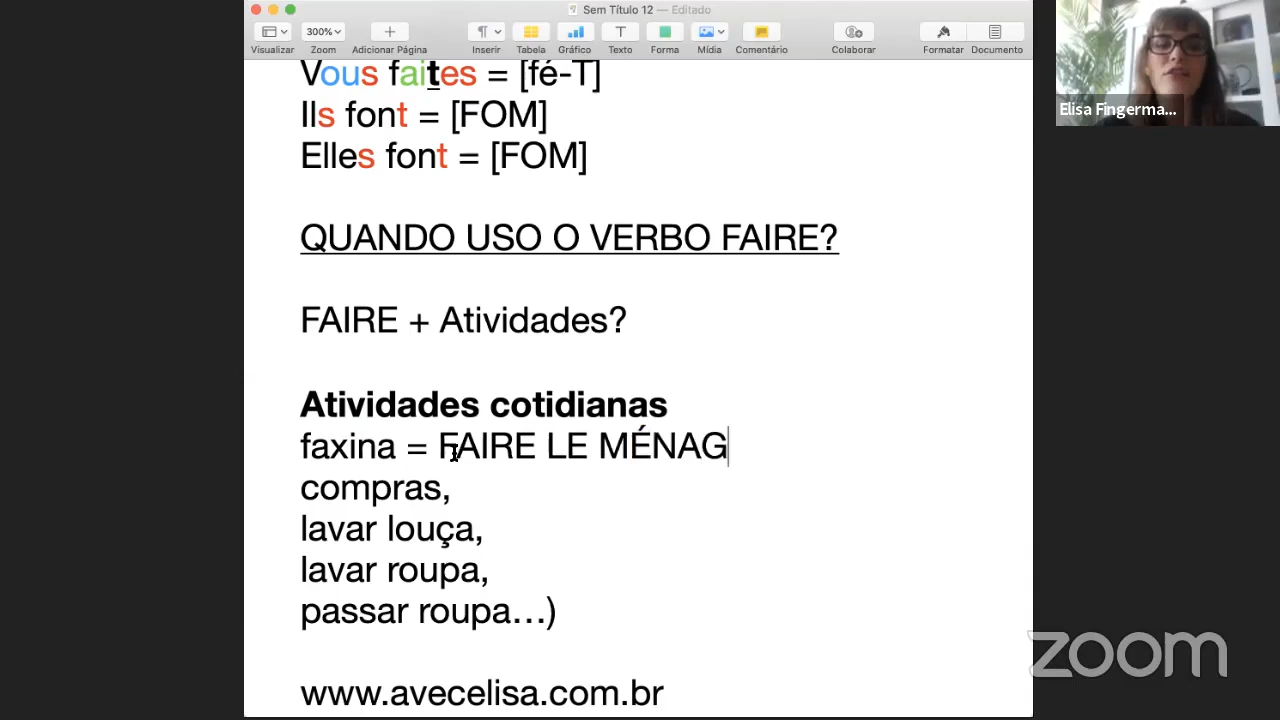 Sem Título 12 — Editado
Visualizar
300%
Zoom
Adicionar Página
Inserir
Tabela
Gráfico
Texto
Forma
Mídia
Comentário
Colaborar
Formatar
Documento
Elisa Fingerma...
Vous faites = [fé-T]
Ils font = [FOM]
Elles font = [FOM]
QUANDO USO O VERBO FAIRE?
FAIRE + Atividades?
Atividades cotidianas
faxina = FAIRE LE MÉNAG
compras,
lavar louça,
lavar roupa,
passar roupa…)
www.avecelisa.com.br
zoom